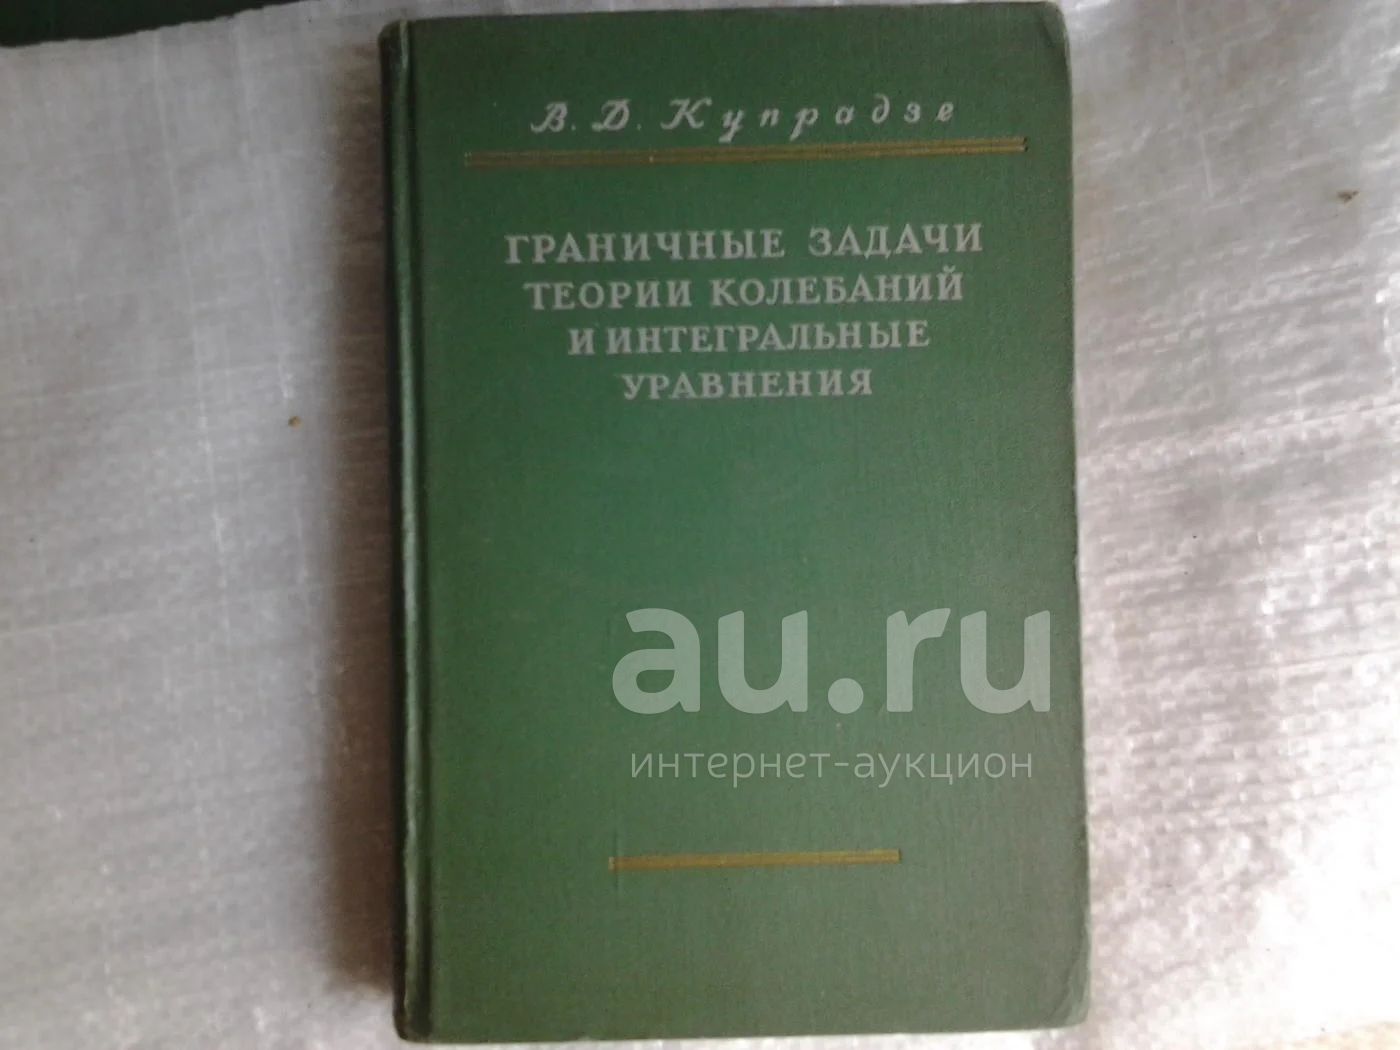 В. Д. Купрадзе
ГРАНИЧНЫЕ ЗАДАЧИ
ТЕОРИИ КОЛЕБАНИЙ
И ИНТЕГРАЛЬНЫЕ
УРАВНЕНИЯ
au.ru
интернет-аукцион